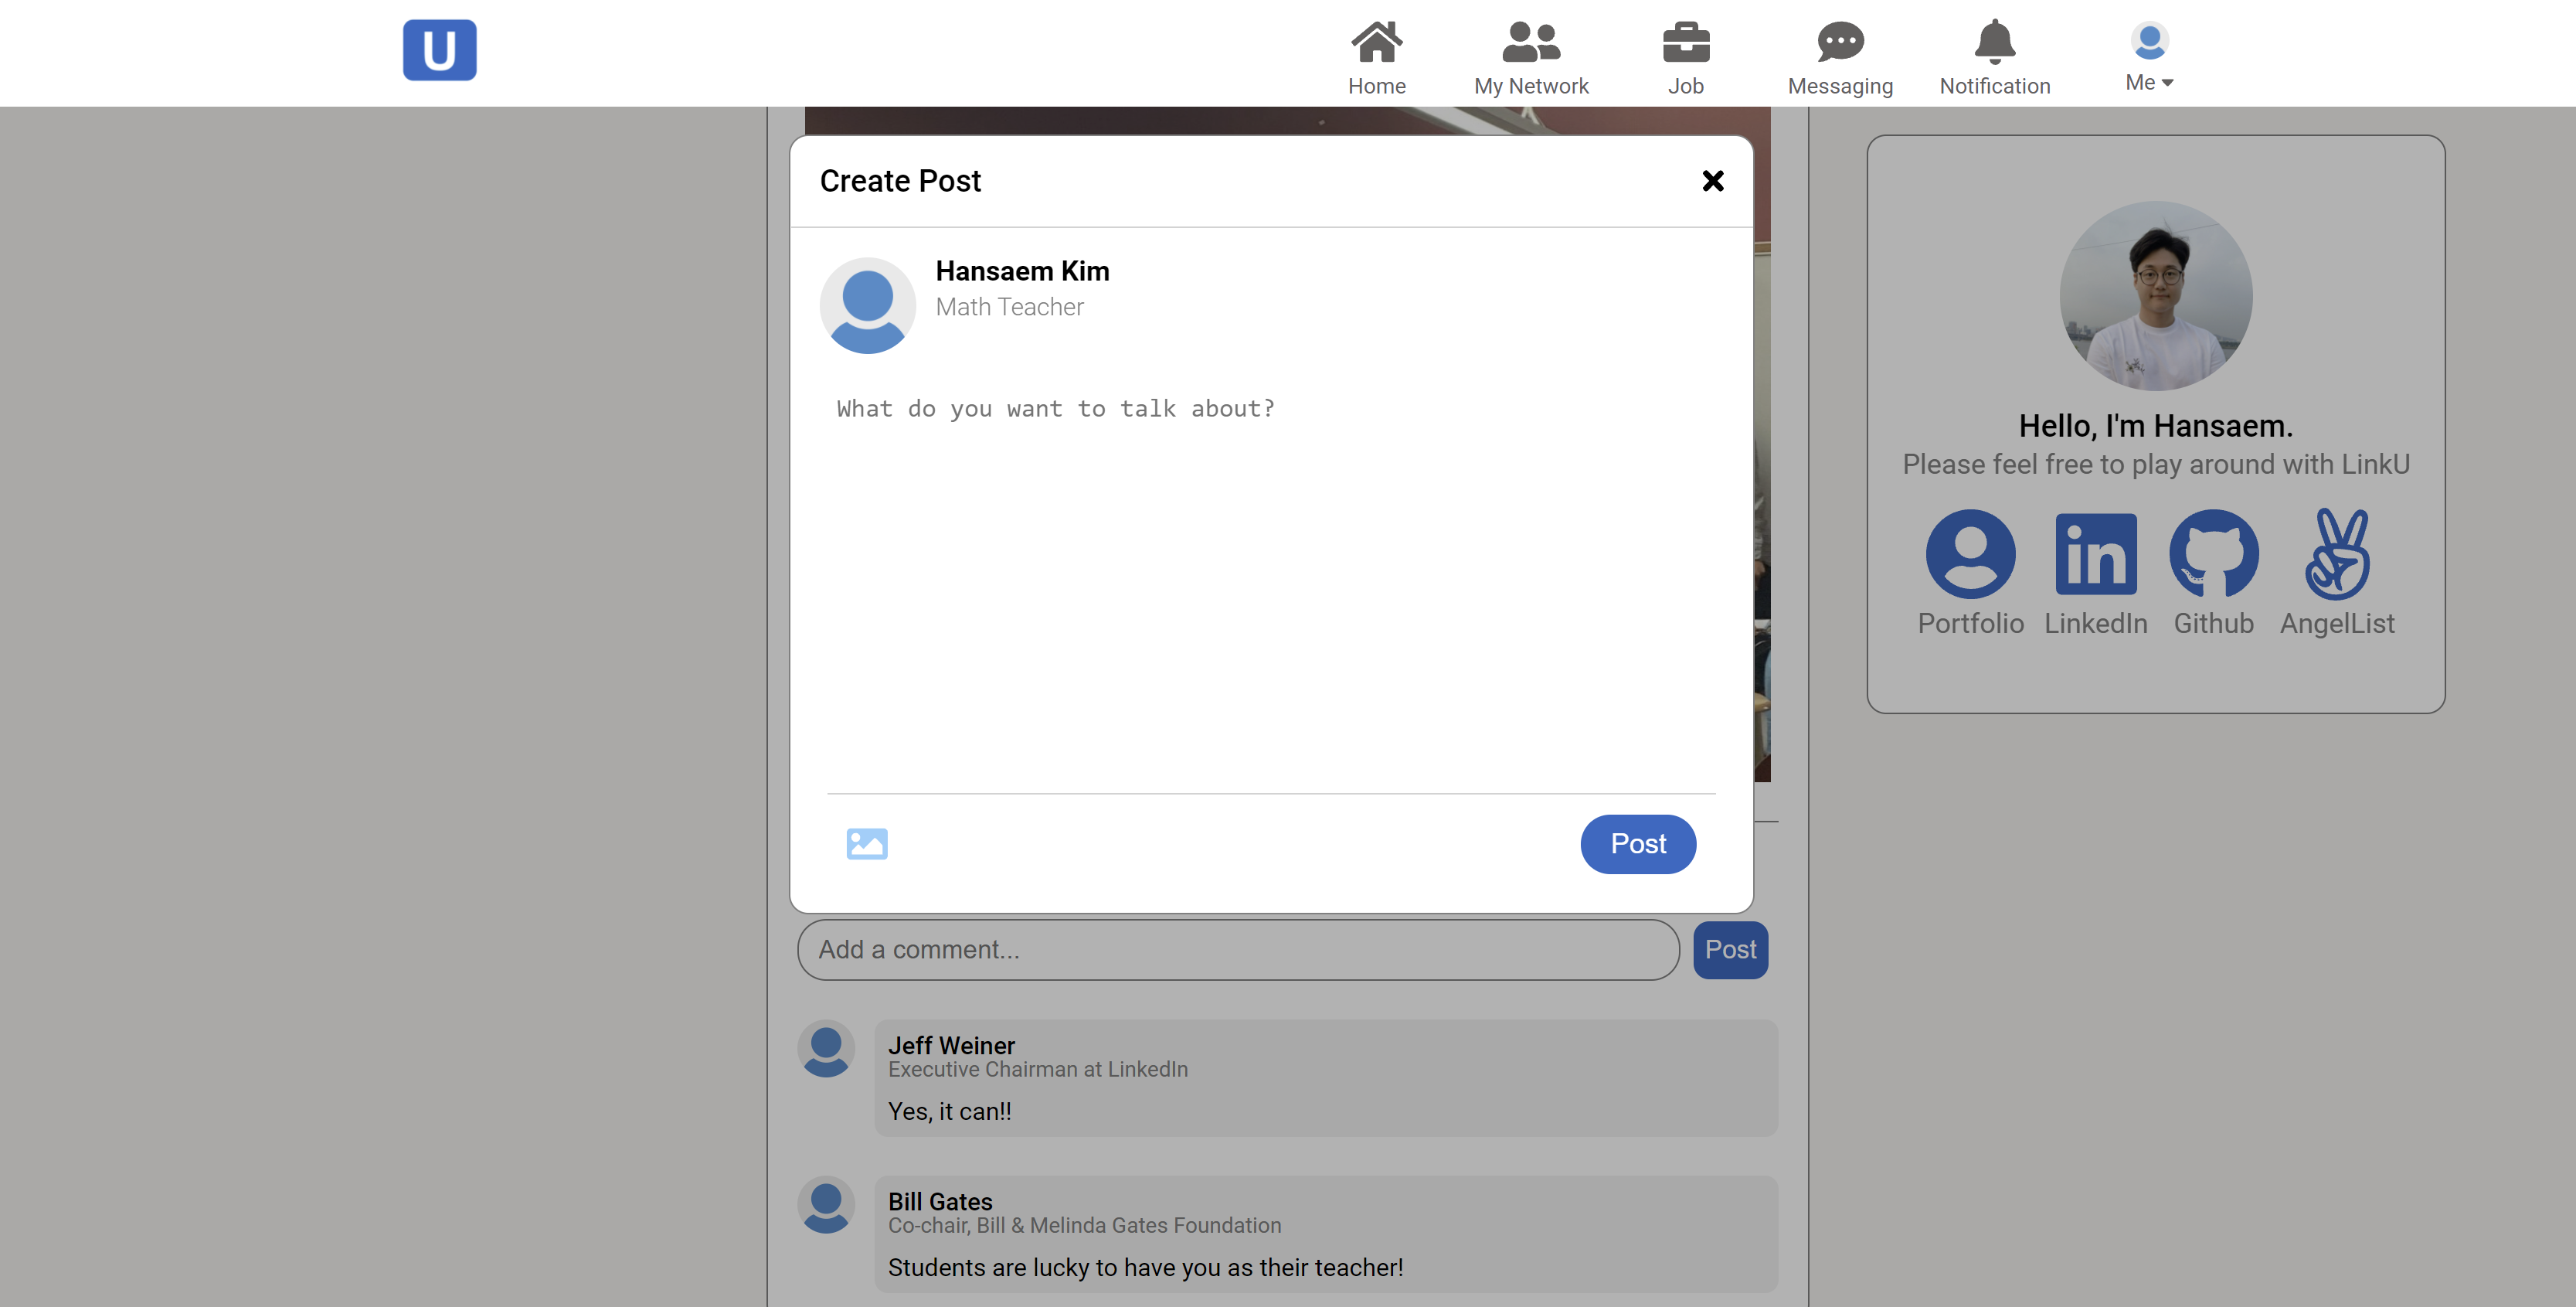 U
Home
My Network
Job
Messaging
Notification
Me
Create Post
Hansaem Kim
Math Teacher
What do you want to talk about?
Post
Add a comment...
Post
Jeff Weiner
Executive Chairman at LinkedIn
Yes, it can!!
Bill Gates
Co-chair, Bill & Melinda Gates Foundation
Students are lucky to have you as their teacher!
Hello, I'm Hansaem.
Please feel free to play around with LinkU
in
Portfolio
LinkedIn
Github
AngelList